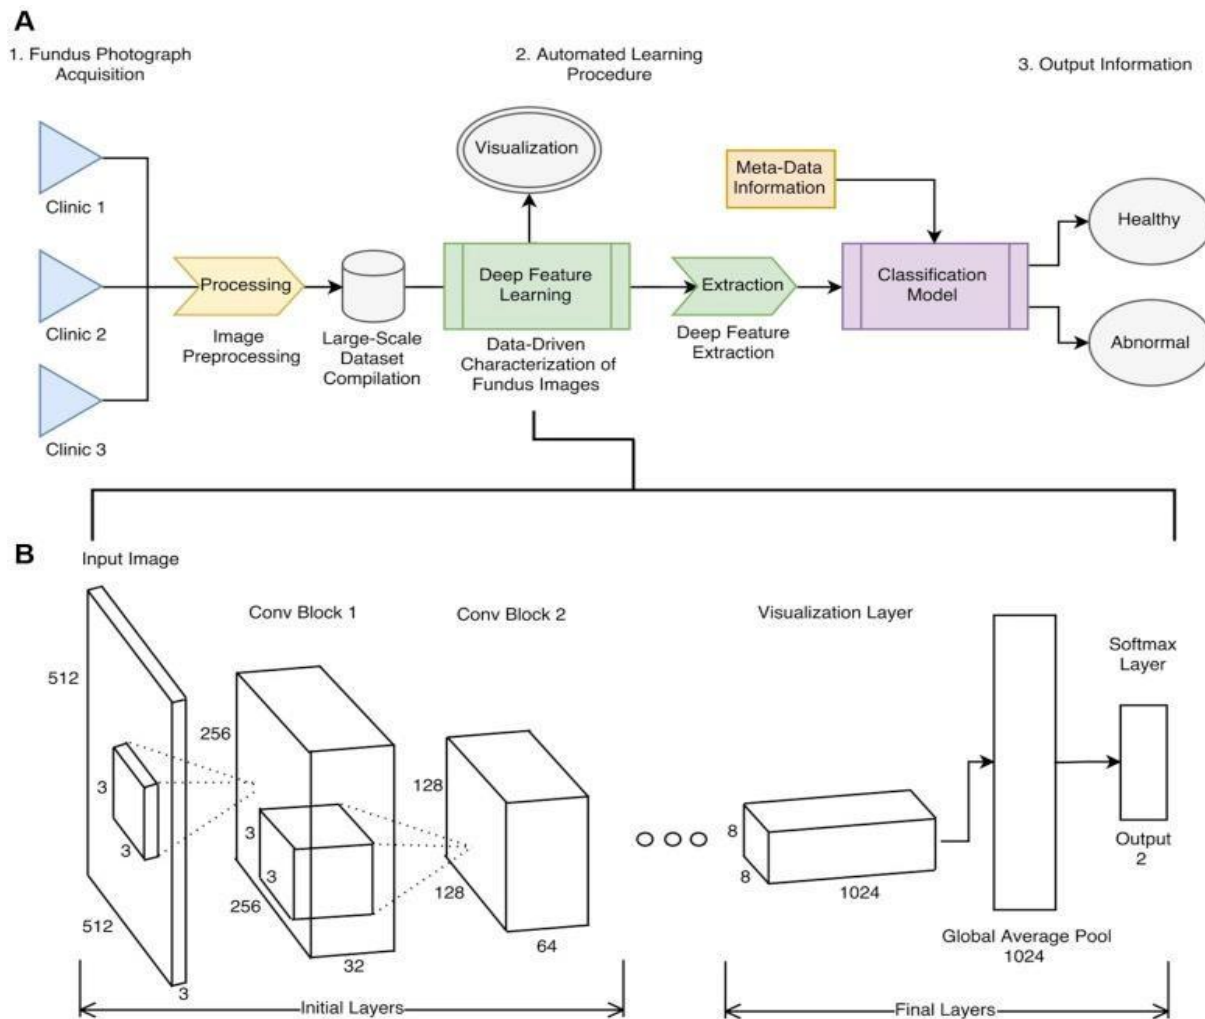 A
1. Fundus Photograph
Acquisition
2. Automated Learning
Procedure
3. Output Information
Visualization
Meta-Data
Information
Clinic 1
Healthy
Processing
Deep Feature
Learning
Extraction
Classification
Model
Clinic 2
Image
Preprocessing
Large-Scale
Dataset
Compilation
Data-Driven
Characterization of
Fundus Images
Deep Feature
Extraction
Abnormal
Clinic 3
B
Input Image
Conv Block 1
Conv Block 2
Visualization Layer
Softmax
Layer
512
256
128
3
3
3
3
8
8
1024
Output
2
512
256
128
32
64
3
Global Average Pool
1024
Initial Layers
Final Layers